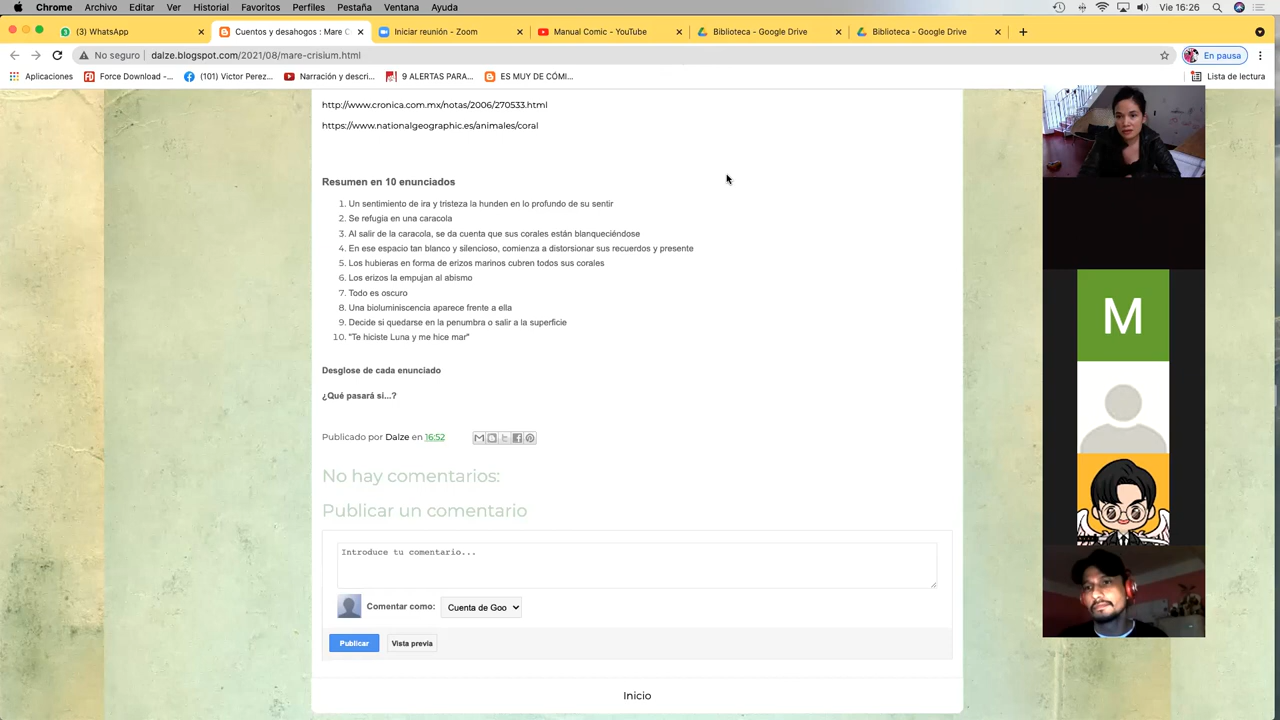 Chrome Archivo Editar Ver Historial Favoritos Perfiles Pestaña Ventana Ayuda Vie 16:26
(3) WhatsApp Cuentos y desahogos : Mare C Iniciar reunión - Zoom Manual Comic - YouTube Biblioteca - Google Drive Biblioteca - Google Drive
No seguro dalze.blogspot.com/2021/08/mare-crisium.html En pausa
Aplicaciones Force Download -... (101) Victor Perez... Narración y descri... 9 ALERTAS PARA... ES MUY DE CÓMI... Lista de lectura
http://www.cronica.com.mx/notas/2006/270533.html
https://www.nationalgeographic.es/animales/coral
Resumen en 10 enunciados
1. Un sentimiento de ira y tristeza la hunden en lo profundo de su sentir
2. Se refugia en una caracola
3. Al salir de la caracola, se da cuenta que sus corales están blanqueciéndose
4. En ese espacio tan blanco y silencioso, comienza a distorsionar sus recuerdos y presente
5. Los hubieras en forma de erizos marinos cubren todos sus corales
6. Los erizos la empujan al abismo
7. Todo es oscuro
8. Una bioluminiscencia aparece frente a ella
9. Decide si quedarse en la penumbra o salir a la superficie
10. "Te hiciste Luna y me hice mar"
Desglose de cada enunciado
¿Qué pasará si...?
Publicado por Dalze en 16:52
No hay comentarios:
Publicar un comentario
Introduce tu comentario...
Comentar como: Cuenta de Goo
Publicar Vista previa
Inicio
M